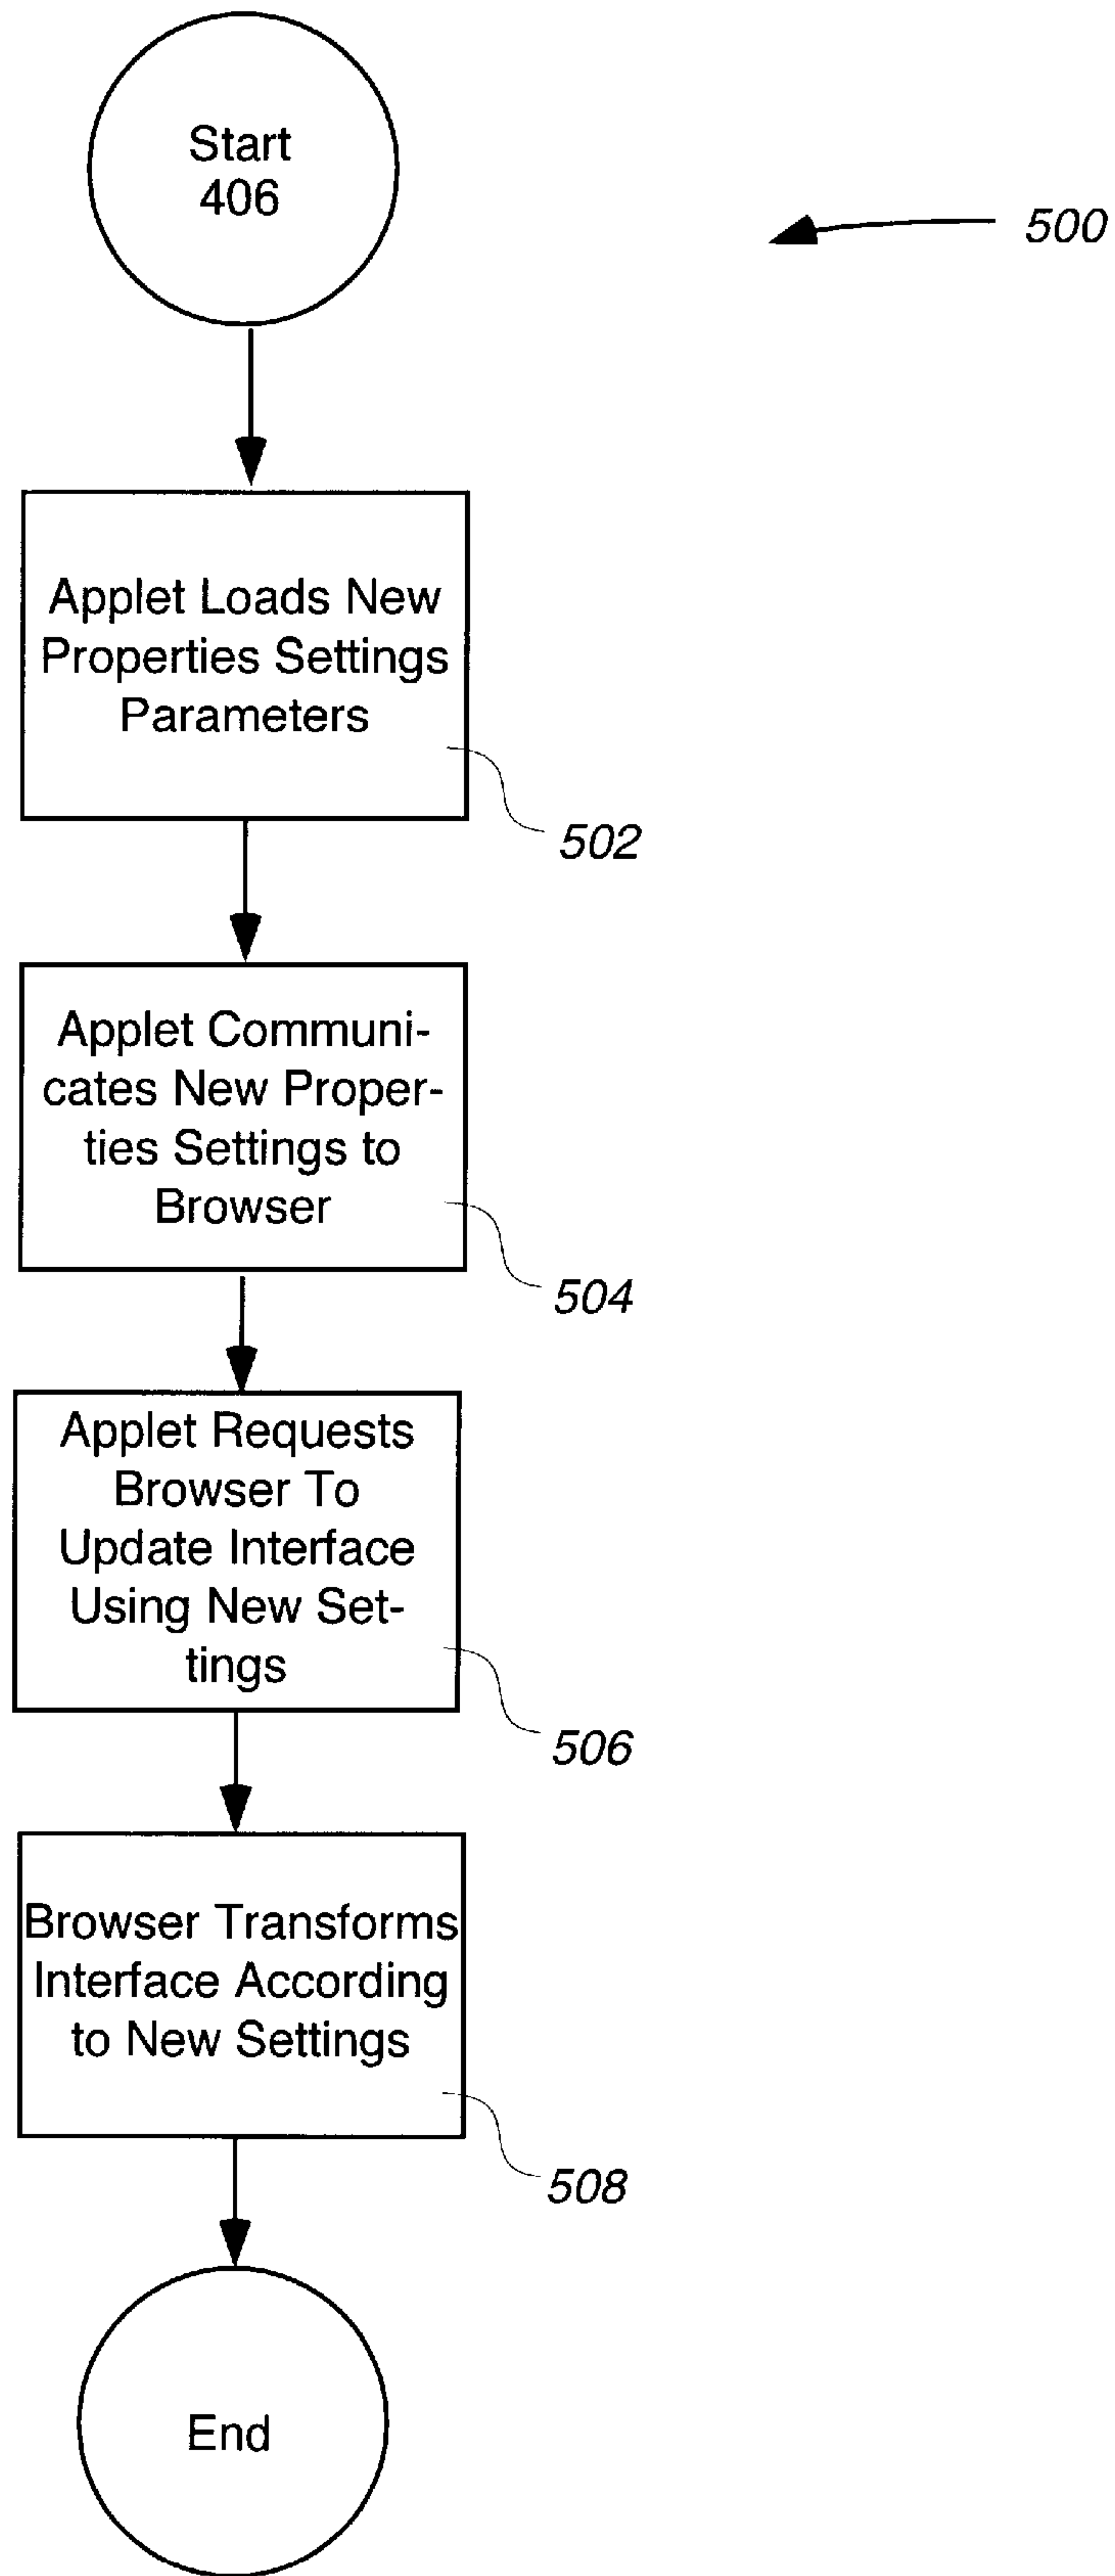 Start
406
500
Applet Loads New
Properties Settings
Parameters
502
Applet Communi-
cates New Proper-
ties Settings to
Browser
504
Applet Requests
Browser To
Update Interface
Using New Set-
tings
506
Browser Transforms
Interface According
to New Settings
508
End